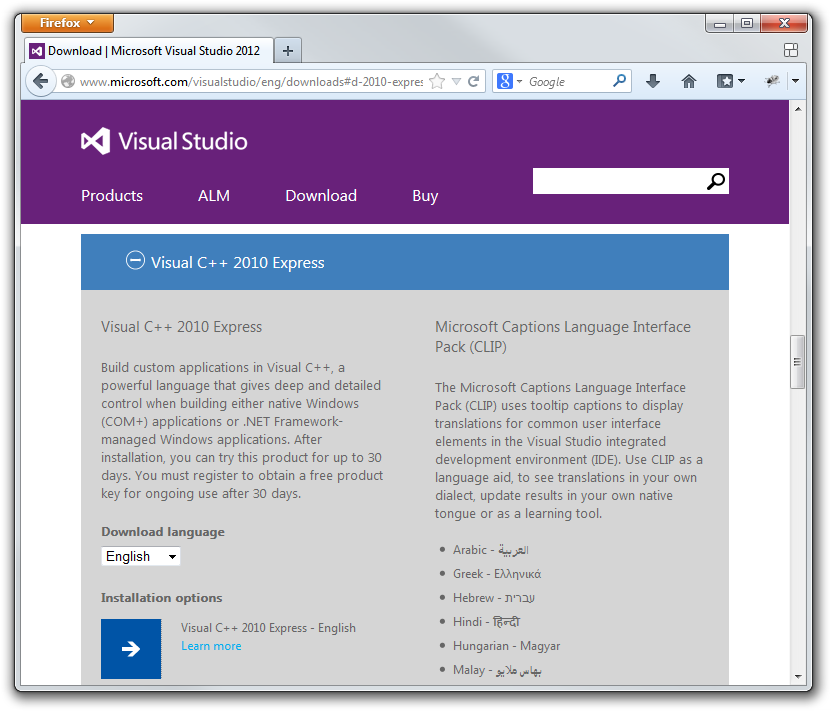 Firefox
Download | Microsoft Visual Studio 2012
www.microsoft.com/visualstudio/eng/downloads#d-2010-expres
Google
Visual Studio
Products ALM Download Buy
Visual C++ 2010 Express
Visual C++ 2010 Express
Build custom applications in Visual C++, a
powerful language that gives deep and detailed
control when building either native Windows
(COM+) applications or .NET Framework-
managed Windows applications. After
installation, you can try this product for up to 30
days. You must register to obtain a free product
key for ongoing use after 30 days.
Download language
English
Installation options
Visual C++ 2010 Express - English
Learn more
Microsoft Captions Language Interface
Pack (CLIP)
The Microsoft Captions Language Interface
Pack (CLIP) uses tooltip captions to display
translations for common user interface
elements in the Visual Studio integrated
development environment (IDE). Use CLIP as a
language aid, to see translations in your own
dialect, update results in your own native
tongue or as a learning tool.
Arabic - العربية
Greek - Ελληνικά
Hebrew - עברית
Hindi - हिन्दी
Hungarian - Magyar
Malay - بهاس ملايو